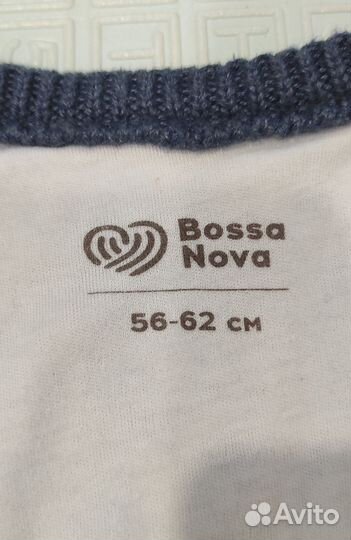 Bossa
Nova
56-62 см
Avito